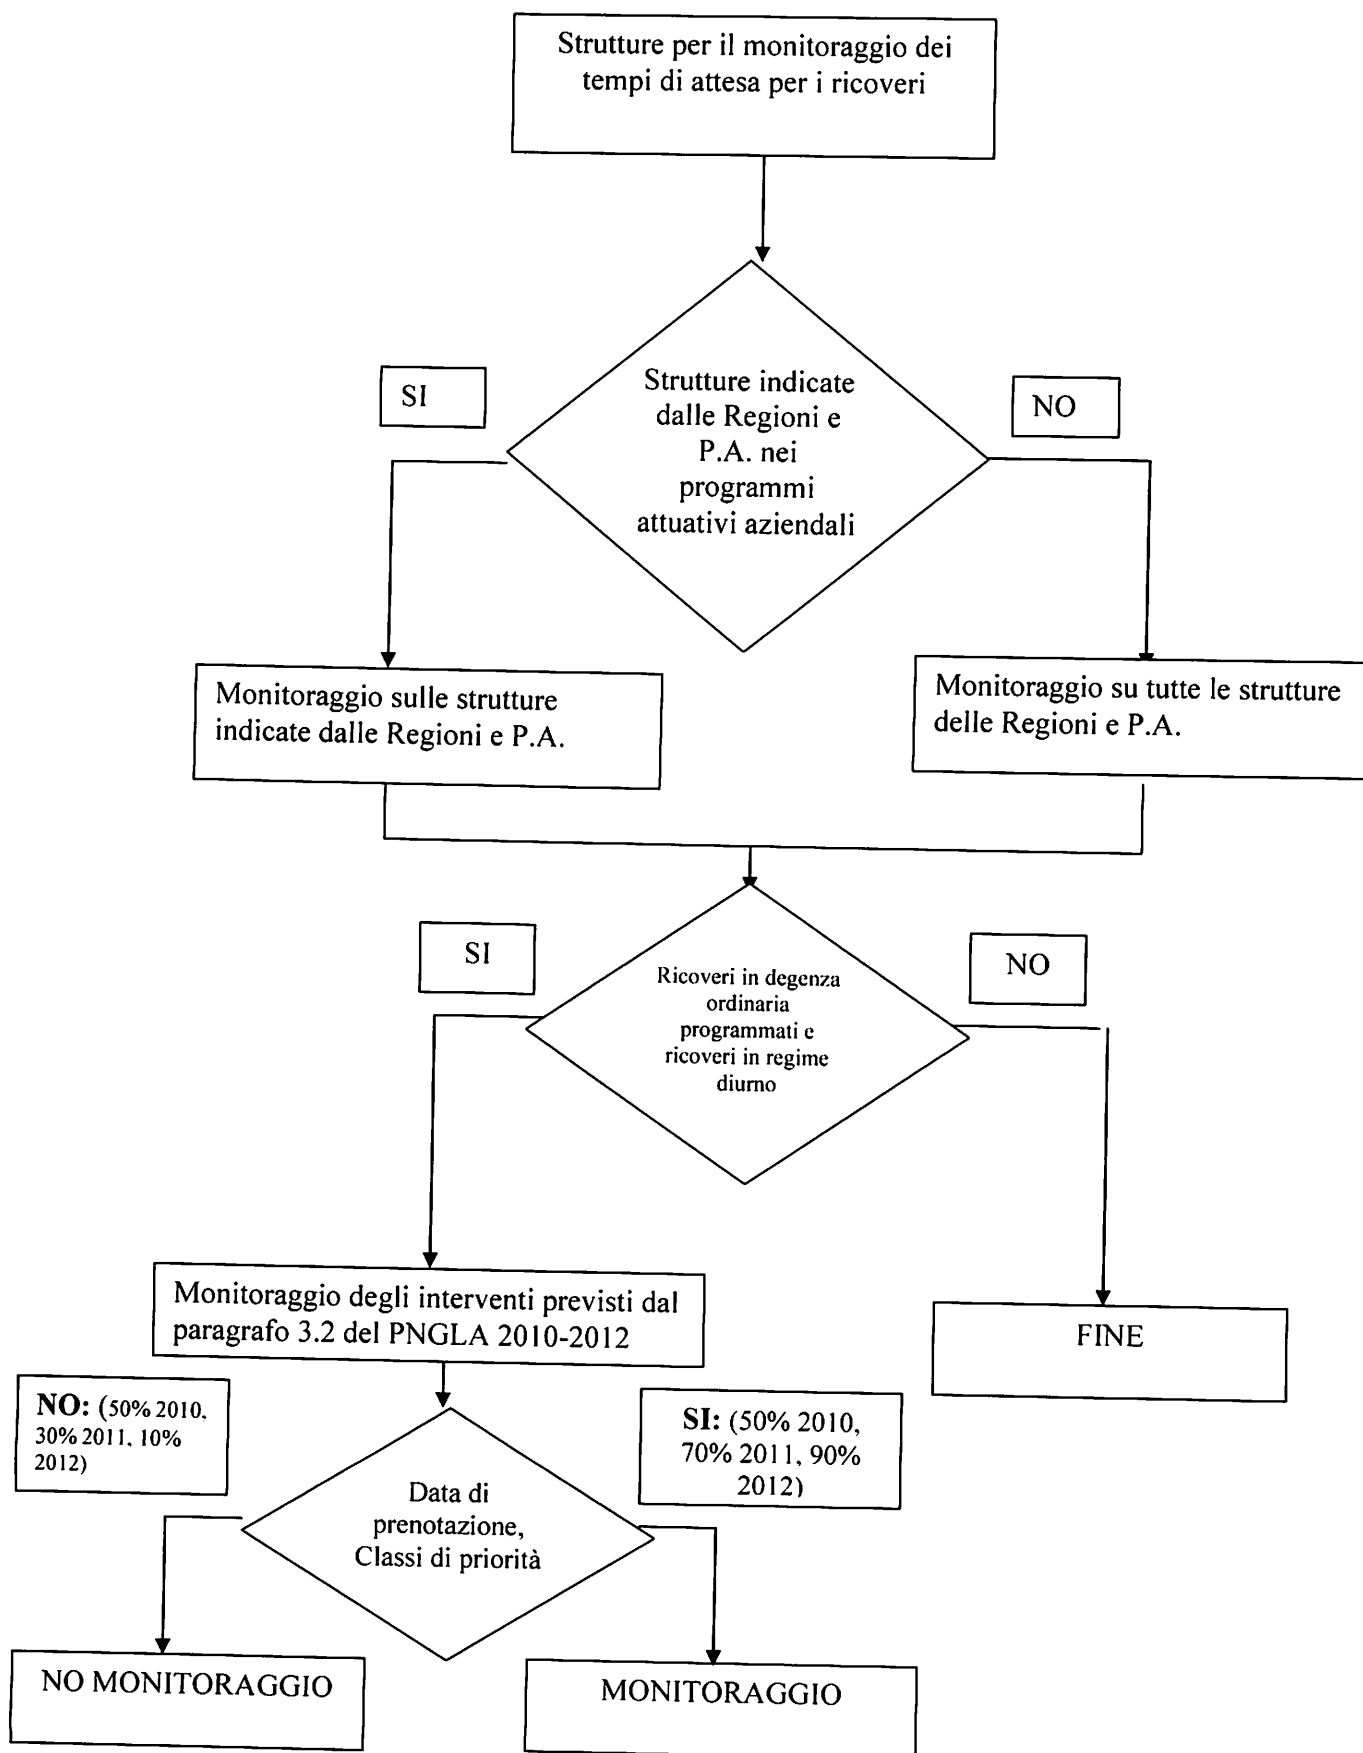 Strutture per il monitoraggio dei
tempi di attesa per i ricoveri
SI
Strutture indicate
dalle Regioni e
P.A. nei
programmi
attuativi aziendali
NO
Monitoraggio sulle strutture
indicate dalle Regioni e P.A.
Monitoraggio su tutte le strutture
delle Regioni e P.A.
SI
Ricoveri in degenza
ordinaria
programmati e
ricoveri in regime
diurno
NO
Monitoraggio degli interventi previsti dal
paragrafo 3.2 del PNGLA 2010-2012
FINE
NO: (50% 2010,
30% 2011, 10%
2012)
SI: (50% 2010,
70% 2011, 90%
2012)
Data di
prenotazione,
Classi di priorità
NO MONITORAGGIO
MONITORAGGIO